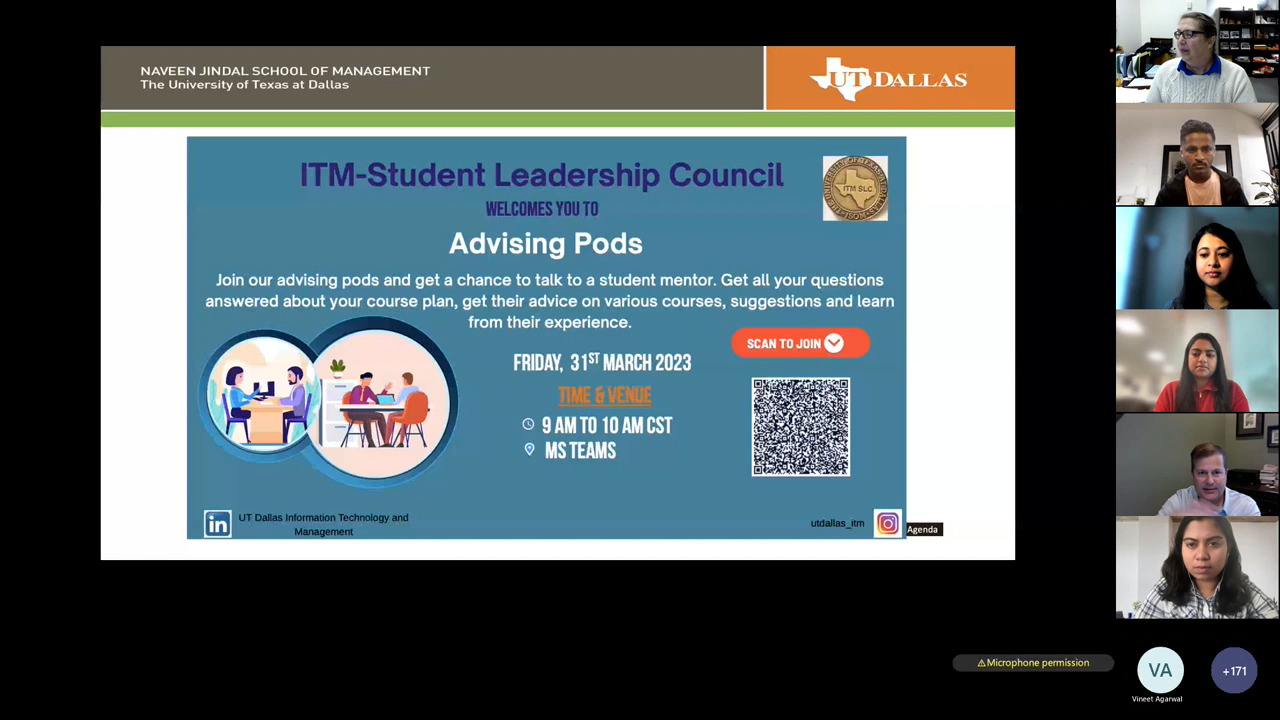 NAVEEN JINDAL SCHOOL OF MANAGEMENT
The University of Texas at Dallas
UT DALLAS
ITM-Student Leadership Council
WELCOMES YOU TO
ITM SLC
Advising Pods
Join our advising pods and get a chance to talk to a student mentor. Get all your questions
answered about your course plan, get their advice on various courses, suggestions and learn
from their experience.
SCAN TO JOIN
FRIDAY, 31ST MARCH 2023
TIME & VENUE
9 AM TO 10 AM CST
MS TEAMS
in
UT Dallas Information Technology and
Management
utdallas_itm
Agenda
⚠Microphone permission
VA
+171
Vineet Agarwal